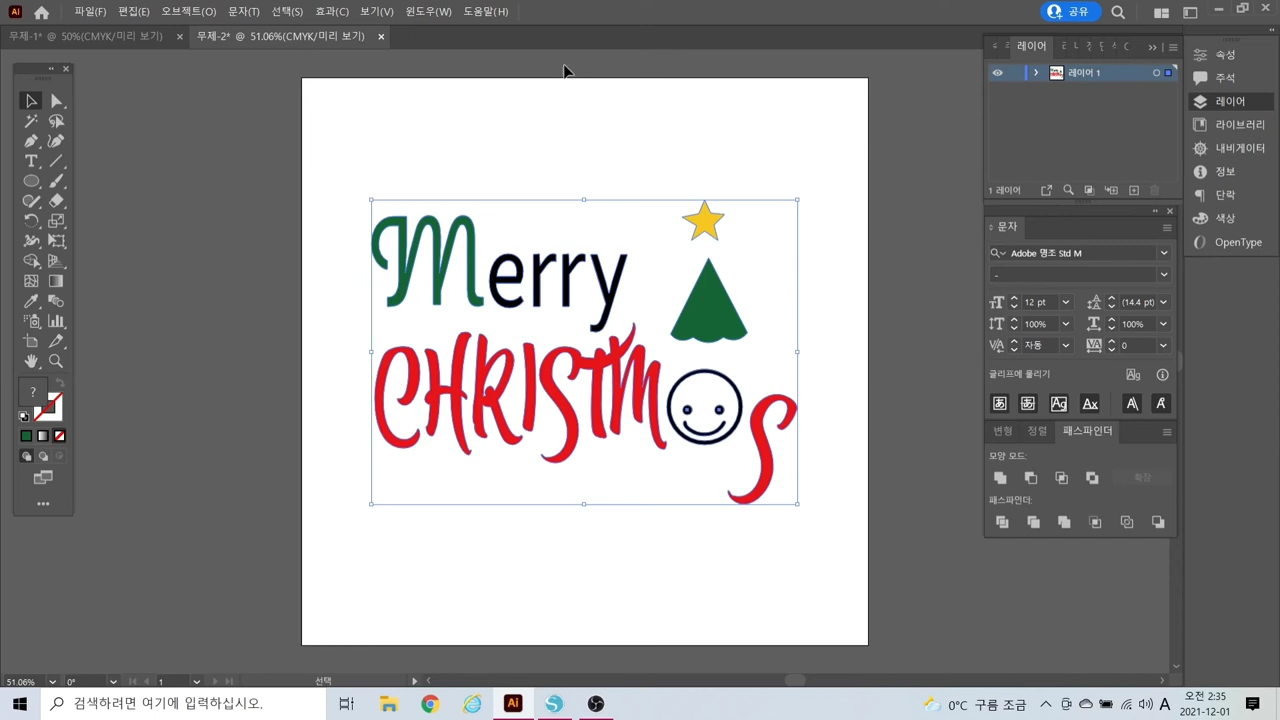 Ai 파일(F) 편집(E) 오브젝트(O) 문자(T) 선택(S) 효과(C) 보기(V) 윈도우(W) 도움말(H) 공유
무제-1* @ 50%(CMYK/미리 보기) × 무제-2* @ 51.06%(CMYK/미리 보기) ×
레이어
레이어 1
1 레이어
속성
주석
레이어
라이브러리
내비게이터
정보
단락
색상
OpenType
Merry
CHRISTM S
문자
Adobe 명조 Std M
-
12 pt (14.4 pt)
100% 100%
자동 0
글리프에 물리기
변형 정렬 패스파인더
모양 모드:
확장
패스파인더:
?
51.06% 0° 1 선택
검색하려면 여기에 입력하십시오.
Ai
0°C 구름 조금
A
오전 2:35
2021-12-01